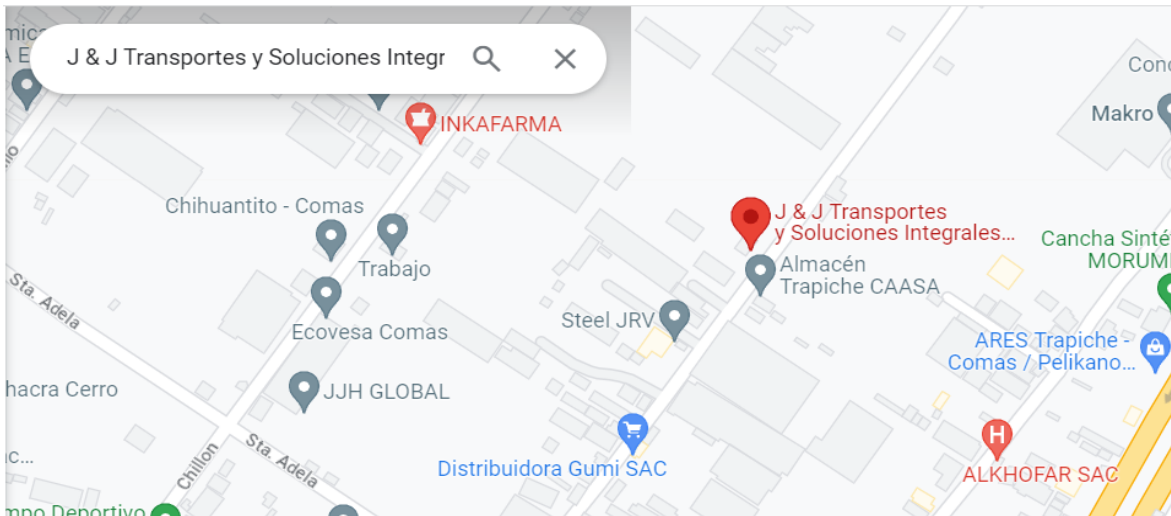 J & J Transportes y Soluciones Integr
INKAFARMA
Makro
Chihuantito - Comas
Trabajo
J & J Transportes
y Soluciones Integrales...
Cancha Sinté
MORUMI
Almacén
Trapiche CAASA
Sta. Adela
Ecovesa Comas
Steel JRV
ARES Trapiche -
Comas / Pelikano...
hacra Cerro
JJH GLOBAL
Chillon
Sta. Adela
Distribuidora Gumi SAC
H
ALKHOFAR SAC
mpo Deportivo